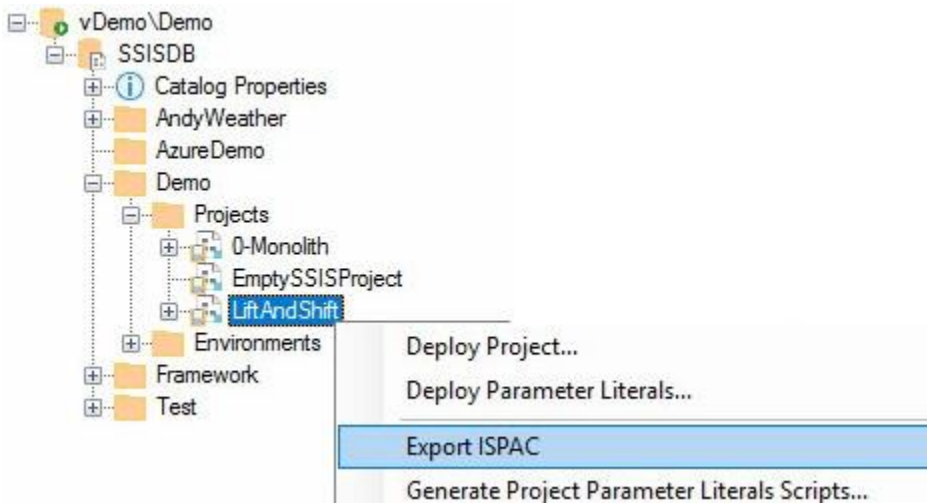 vDemo\Demo
SSISDB
Catalog Properties
AndyWeather
AzureDemo
Demo
Projects
0-Monolith
EmptySSISProject
LiftAndShift
Environments
Framework
Test
Deploy Project...
Deploy Parameter Literals...
Export ISPAC
Generate Project Parameter Literals Scripts...